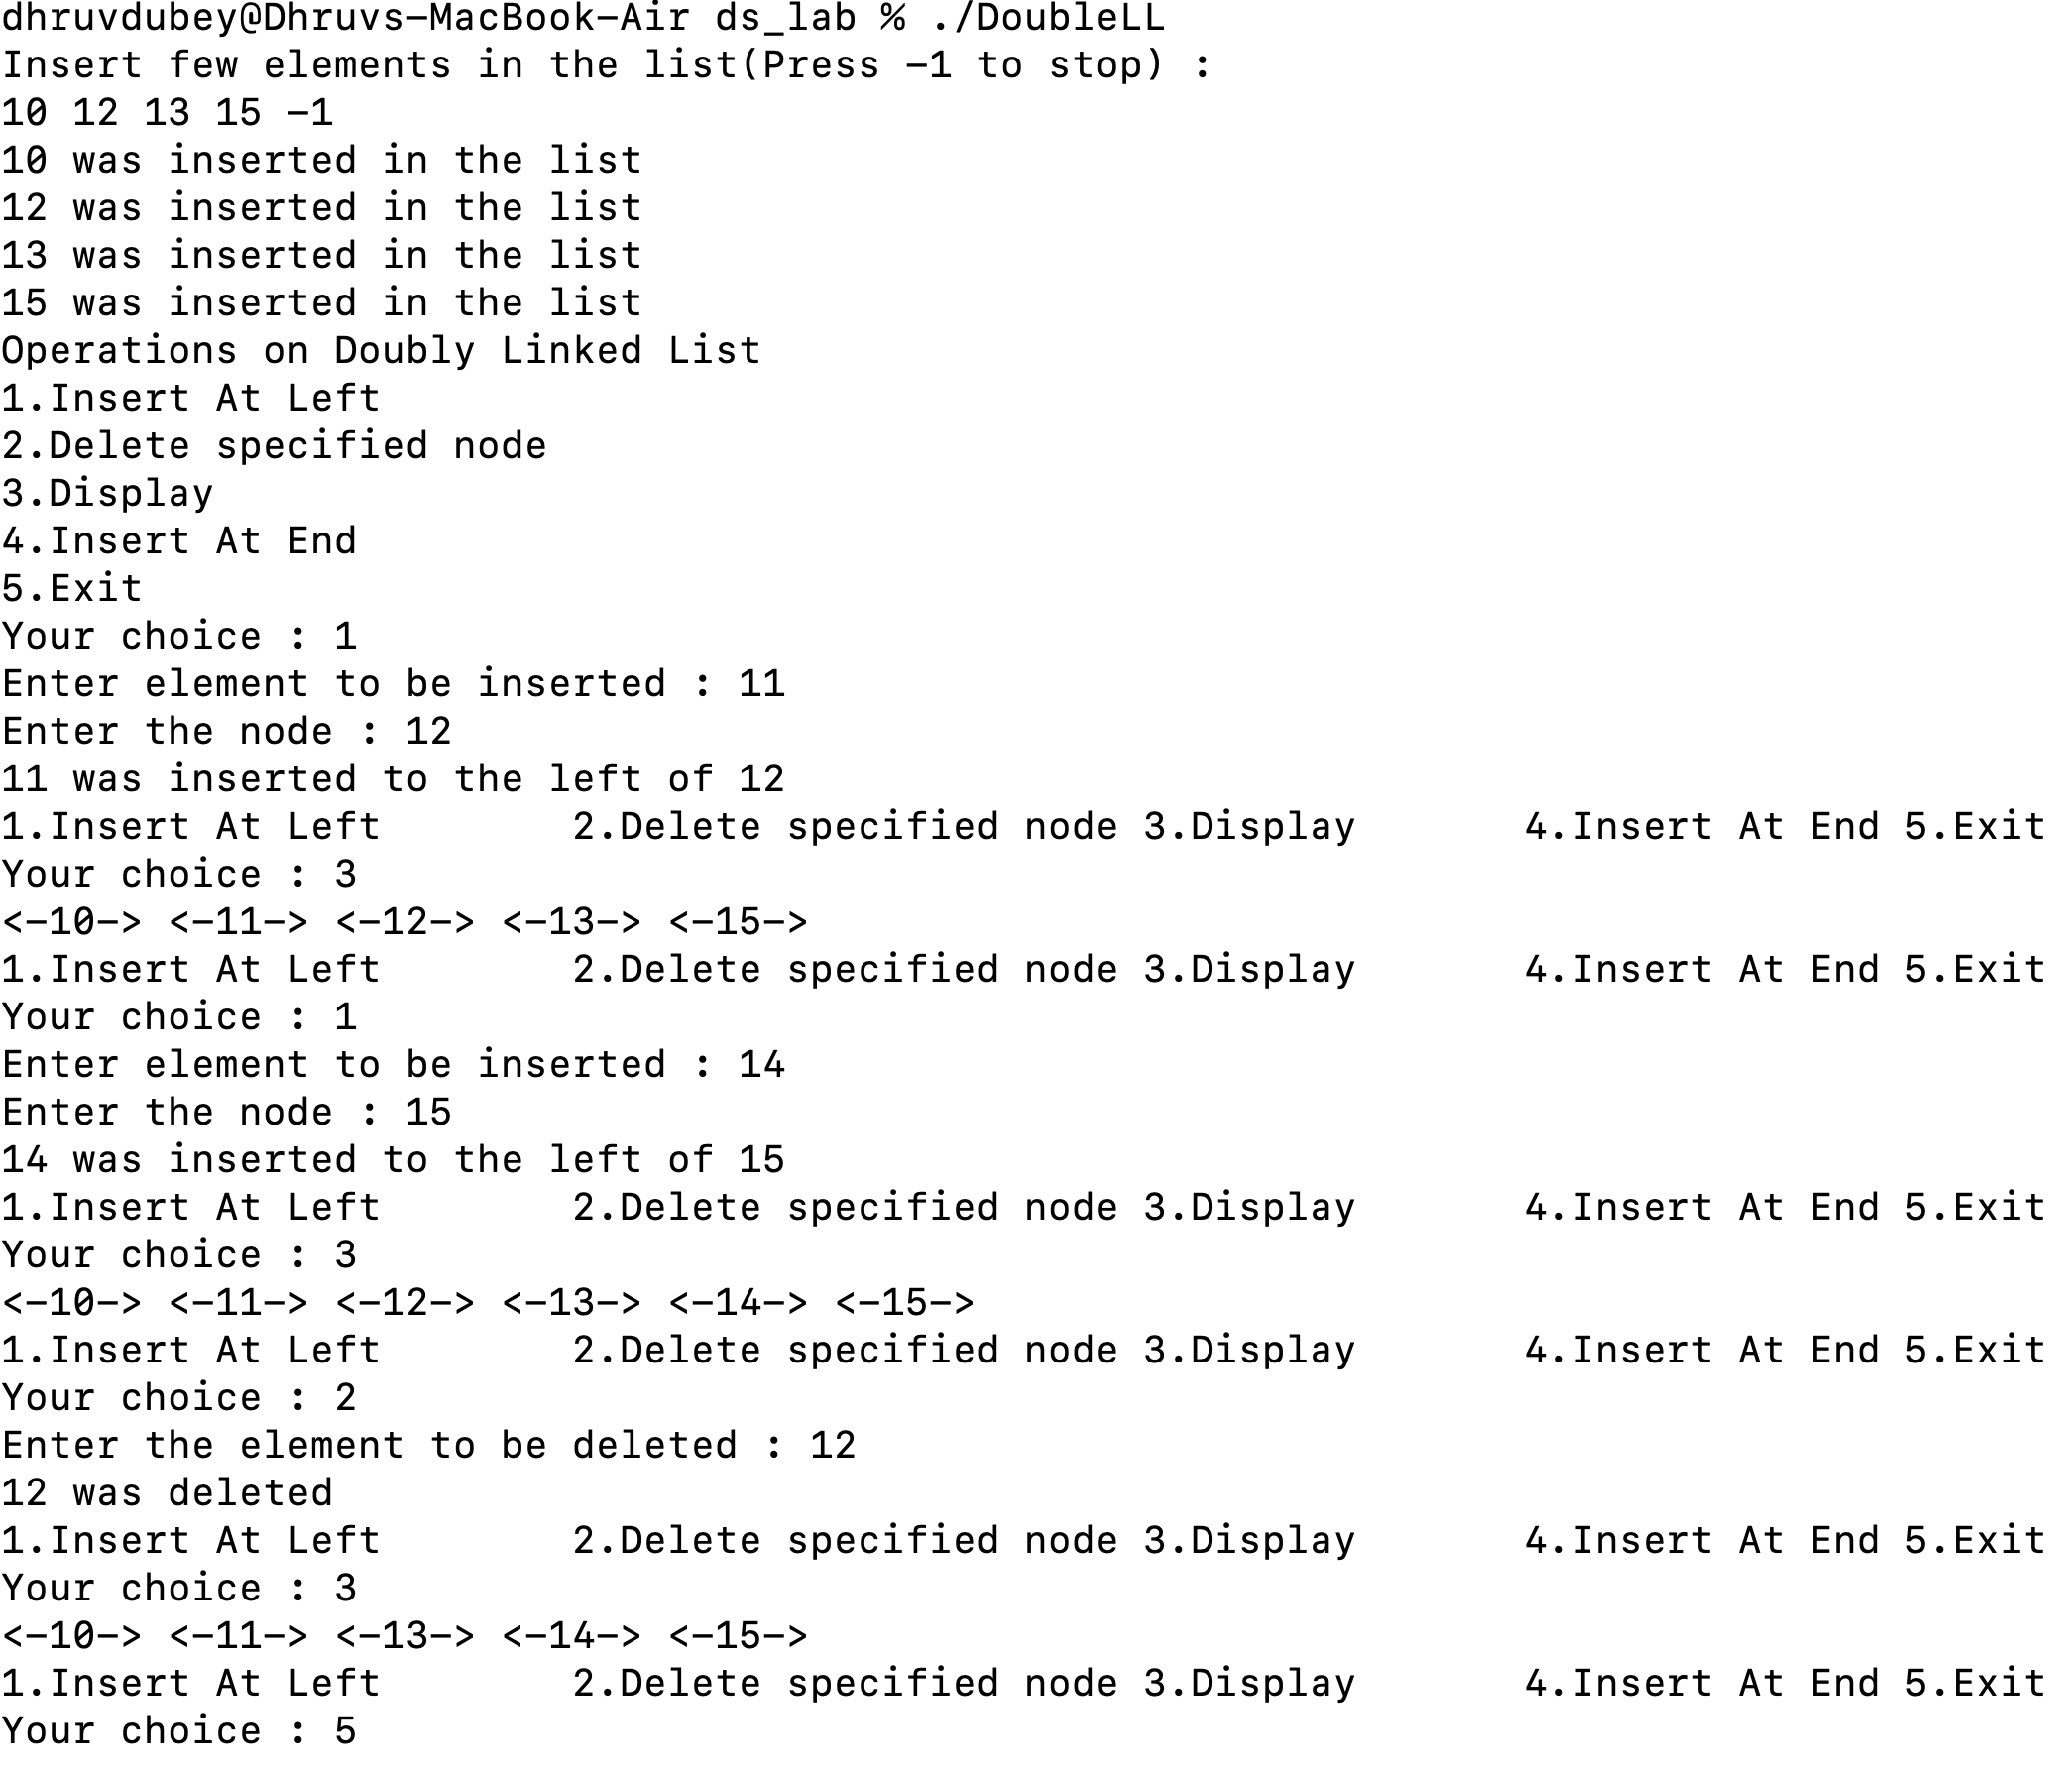 dhruvdubey@Dhruvs-MacBook-Air ds_lab % ./DoubleLL
Insert few elements in the list(Press -1 to stop) :
10 12 13 15 -1
10 was inserted in the list
12 was inserted in the list
13 was inserted in the list
15 was inserted in the list
Operations on Doubly Linked List
1.Insert At Left
2.Delete specified node
3.Display
4.Insert At End
5.Exit
Your choice : 1
Enter element to be inserted : 11
Enter the node : 12
11 was inserted to the left of 12
1.Insert At Left        2.Delete specified node 3.Display       4.Insert At End 5.Exit
Your choice : 3
<-10-> <-11-> <-12-> <-13-> <-15->
1.Insert At Left        2.Delete specified node 3.Display       4.Insert At End 5.Exit
Your choice : 1
Enter element to be inserted : 14
Enter the node : 15
14 was inserted to the left of 15
1.Insert At Left        2.Delete specified node 3.Display       4.Insert At End 5.Exit
Your choice : 3
<-10-> <-11-> <-12-> <-13-> <-14-> <-15->
1.Insert At Left        2.Delete specified node 3.Display       4.Insert At End 5.Exit
Your choice : 2
Enter the element to be deleted : 12
12 was deleted
1.Insert At Left        2.Delete specified node 3.Display       4.Insert At End 5.Exit
Your choice : 3
<-10-> <-11-> <-13-> <-14-> <-15->
1.Insert At Left        2.Delete specified node 3.Display       4.Insert At End 5.Exit
Your choice : 5